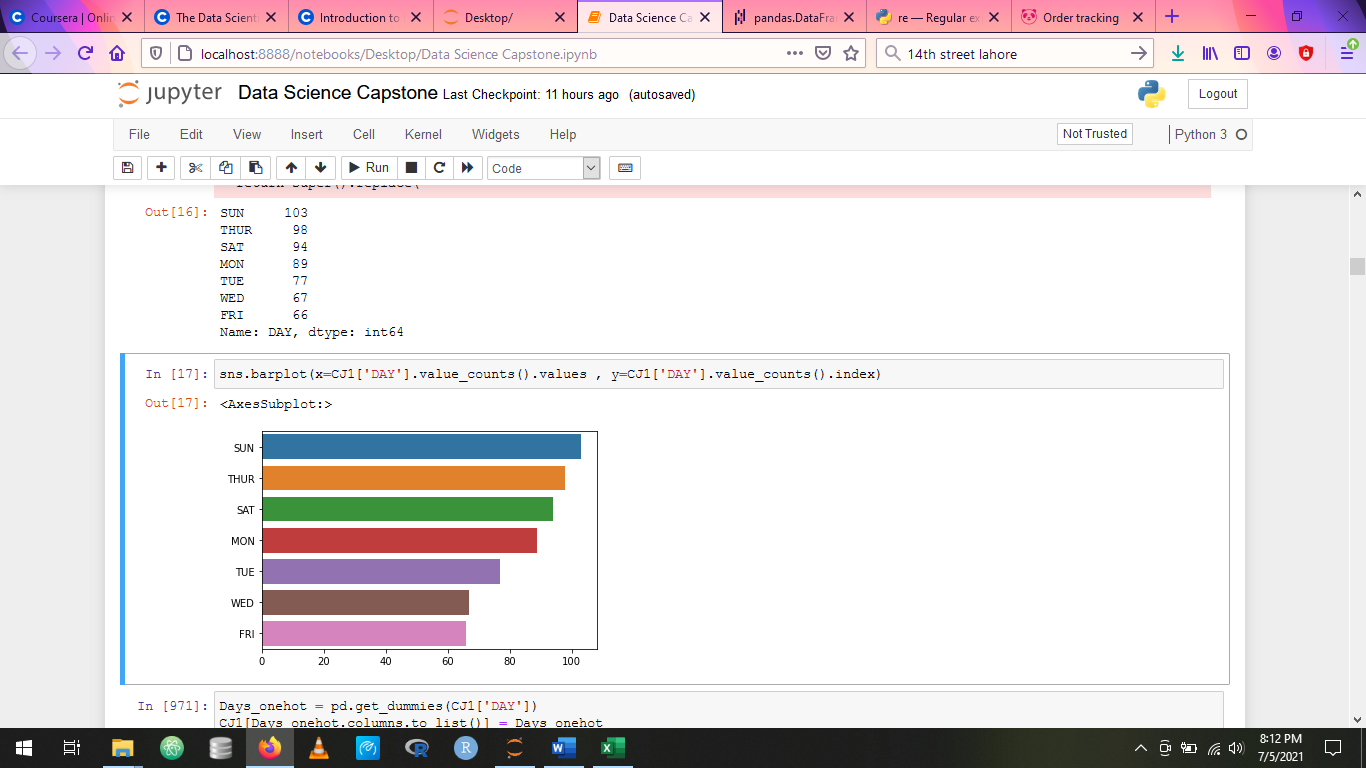 Coursera | Onlin
The Data Scient
Introduction to
Desktop/
Data Science Ca
pandas.DataFra
re — Regular ex
Order tracking
localhost:8888/notebooks/Desktop/Data Science Capstone.ipynb
14th street lahore
jupyter Data Science Capstone Last Checkpoint: 11 hours ago (autosaved)
Logout
File Edit View Insert Cell Kernel Widgets Help
Not Trusted
Python 3
Run
Code
return super().replace(
Out[16]:
SUN 103
THUR 98
SAT 94
MON 89
TUE 77
WED 67
FRI 66
Name: DAY, dtype: int64
In [17]: sns.barplot(x=CJ1['DAY'].value_counts().values , y=CJ1['DAY'].value_counts().index)
Out[17]: <AxesSubplot:>
SUN
THUR
SAT
MON
TUE
WED
FRI
0 20 40 60 80 100
In [971]: Days_onehot = pd.get_dummies(CJ1['DAY'])
CJ1[Days_onehot.columns.to_list()] = Days_onehot
8:12 PM
7/5/2021